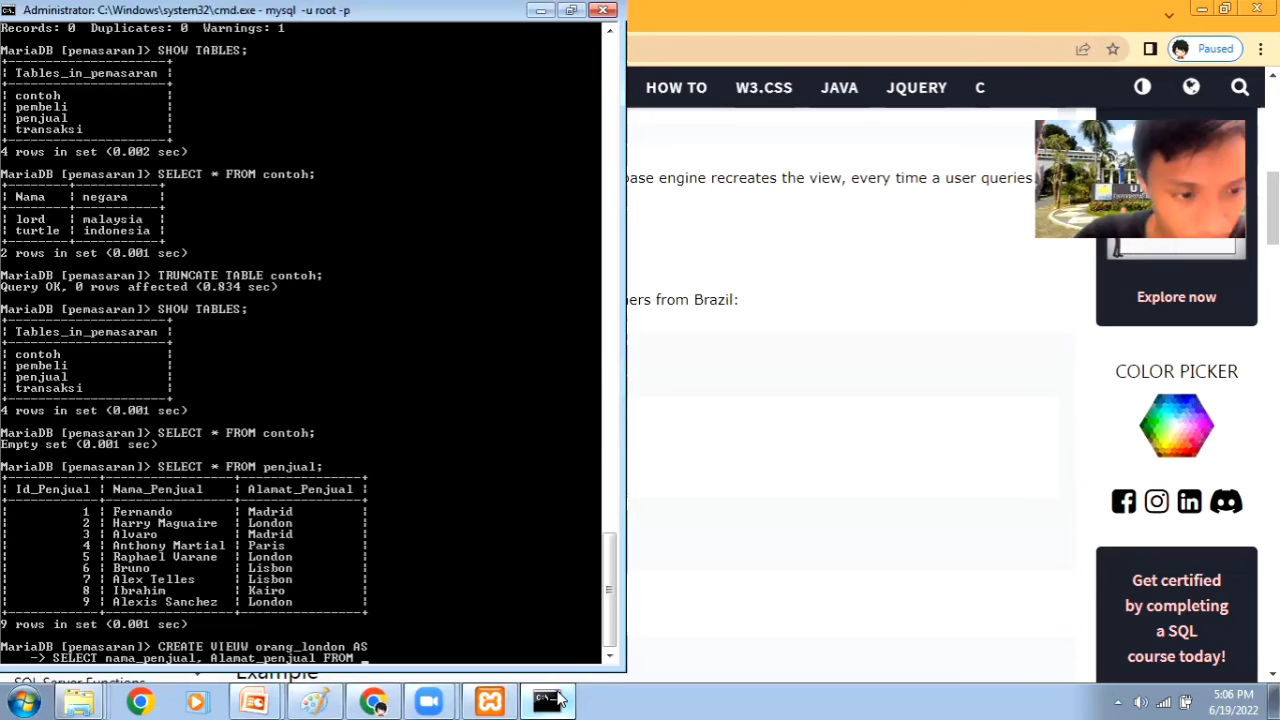 Administrator: C:\Windows\system32\cmd.exe - mysql -u root -p
Records: 0 Duplicates: 0 Warnings: 1
MariaDB [pemasaran]> SHOW TABLES;
Tables_in_pemasaran
contoh
pembeli
penjual
transaksi
4 rows in set (0.002 sec)
MariaDB [pemasaran]> SELECT * FROM contoh;
Nama | negara
lord | malaysia
turtle | indonesia
2 rows in set (0.001 sec)
MariaDB [pemasaran]> TRUNCATE TABLE contoh;
Query OK, 0 rows affected (0.834 sec)
MariaDB [pemasaran]> SHOW TABLES;
Tables_in_pemasaran
contoh
pembeli
penjual
transaksi
4 rows in set (0.001 sec)
MariaDB [pemasaran]> SELECT * FROM contoh;
Empty set (0.001 sec)
MariaDB [pemasaran]> SELECT * FROM penjual;
Id_Penjual | Nama_Penjual | Alamat_Penjual
1 | Fernando | Madrid
2 | Harry Maguaire | London
3 | Alvaro | Madrid
4 | Anthony Martial | Paris
5 | Raphael Varane | London
6 | Bruno | Lisbon
7 | Alex Telles | Lisbon
8 | Ibrahim | Kairo
9 | Alexis Sanchez | London
9 rows in set (0.001 sec)
MariaDB [pemasaran]> CREATE VIEUW orang_london AS
-> SELECT nama_penjual, Alamat_penjual FROM _
Paused
HOW TO W3.CSS JAVA JQUERY C
base engine recreates the view, every time a user queries
ers from Brazil:
Explore now
COLOR PICKER
Get certified
by completing
a SQL
course today!
SQL Server Functions
Example
5:06 PM
6/19/2022